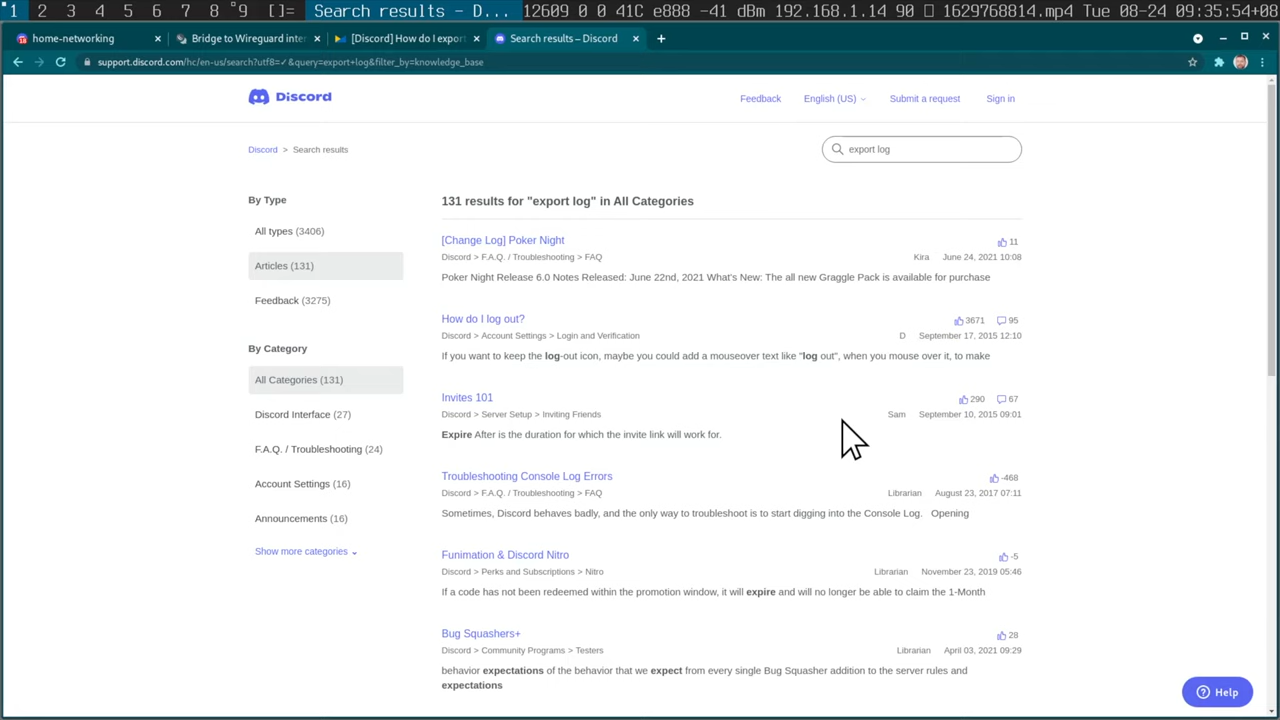 1 2 3 4 5 6 7 8 °9 []= Search results – D... 12609 0 0 41C e888 -41 dBm 192.168.1.14 90 1629768814.mp4 Tue 08-24 09:35:54+08
home-networking
Bridge to Wireguard inter
[Discord] How do I export
Search results – Discord
support.discord.com/hc/en-us/search?utf8=✓&query=export+log&filter_by=knowledge_base
Discord
Feedback
English (US)
Submit a request
Sign in
Discord > Search results
export log
By Type
All types (3406)
Articles (131)
Feedback (3275)
By Category
All Categories (131)
Discord Interface (27)
F.A.Q. / Troubleshooting (24)
Account Settings (16)
Announcements (16)
Show more categories
131 results for "export log" in All Categories
[Change Log] Poker Night
11
Discord > F.A.Q. / Troubleshooting > FAQ
Kira June 24, 2021 10:08
Poker Night Release 6.0 Notes Released: June 22nd, 2021 What's New: The all new Graggle Pack is available for purchase
How do I log out?
3671 95
Discord > Account Settings > Login and Verification
D September 17, 2015 12:10
If you want to keep the log-out icon, maybe you could add a mouseover text like "log out", when you mouse over it, to make
Invites 101
290 67
Discord > Server Setup > Inviting Friends
Sam September 10, 2015 09:01
Expire After is the duration for which the invite link will work for.
Troubleshooting Console Log Errors
-468
Discord > F.A.Q. / Troubleshooting > FAQ
Librarian August 23, 2017 07:11
Sometimes, Discord behaves badly, and the only way to troubleshoot is to start digging into the Console Log. Opening
Funimation & Discord Nitro
-5
Discord > Perks and Subscriptions > Nitro
Librarian November 23, 2019 05:46
If a code has not been redeemed within the promotion window, it will expire and will no longer be able to claim the 1-Month
Bug Squashers+
28
Discord > Community Programs > Testers
Librarian April 03, 2021 09:29
behavior expectations of the behavior that we expect from every single Bug Squasher addition to the server rules and
expectations
Help